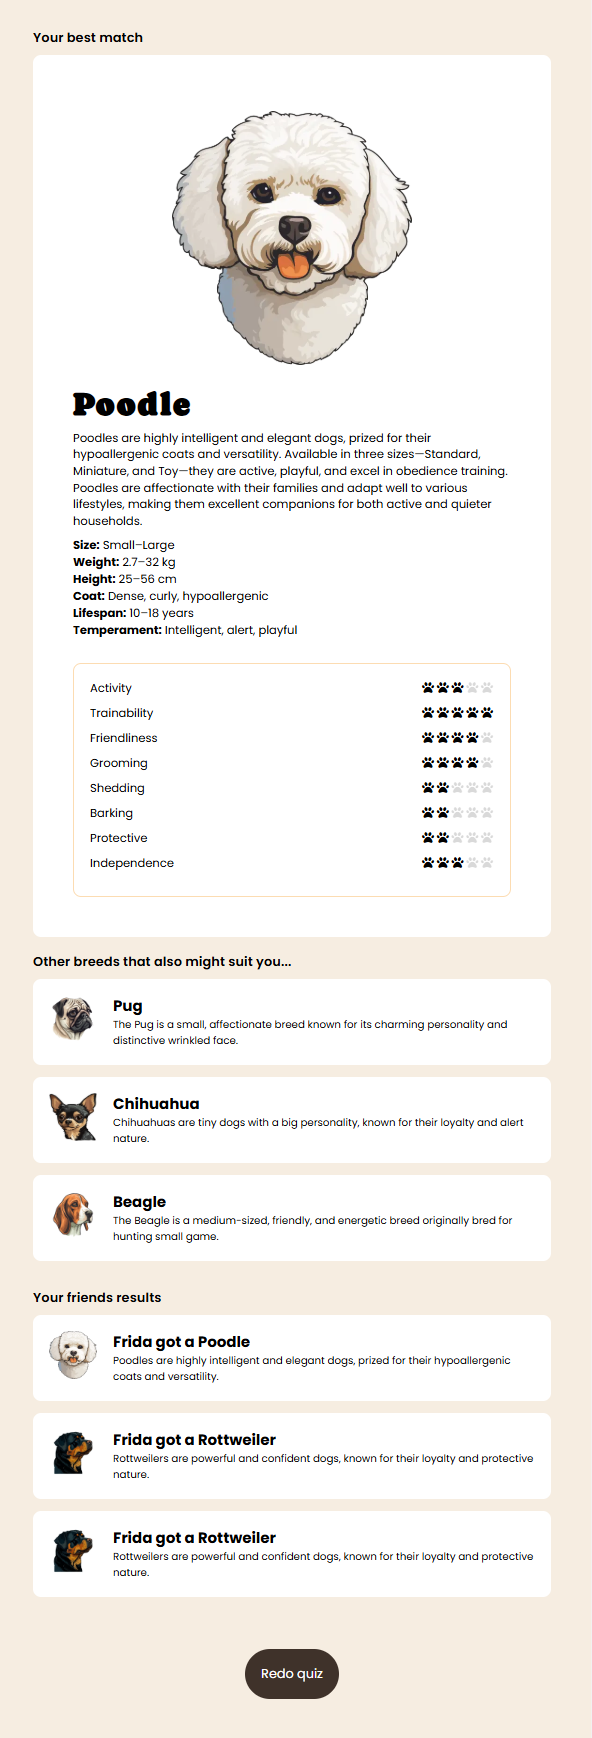 Your best match
Poodle
Poodles are highly intelligent and elegant dogs, prized for their
hypoallergenic coats and versatility. Available in three sizes—Standard,
Miniature, and Toy—they are active, playful, and excel in obedience training.
Poodles are affectionate with their families and adapt well to various
lifestyles, making them excellent companions for both active and quieter
households.
Size: Small–Large
Weight: 2.7–32 kg
Height: 25–56 cm
Coat: Dense, curly, hypoallergenic
Lifespan: 10–18 years
Temperament: Intelligent, alert, playful
Activity
Trainability
Friendliness
Grooming
Shedding
Barking
Protective
Independence
Other breeds that also might suit you...
Pug
The Pug is a small, affectionate breed known for its charming personality and
distinctive wrinkled face.
Chihuahua
Chihuahuas are tiny dogs with a big personality, known for their loyalty and alert
nature.
Beagle
The Beagle is a medium-sized, friendly, and energetic breed originally bred for
hunting small game.
Your friends results
Frida got a Poodle
Poodles are highly intelligent and elegant dogs, prized for their hypoallergenic
coats and versatility.
Frida got a Rottweiler
Rottweilers are powerful and confident dogs, known for their loyalty and protective
nature.
Frida got a Rottweiler
Rottweilers are powerful and confident dogs, known for their loyalty and protective
nature.
Redo quiz